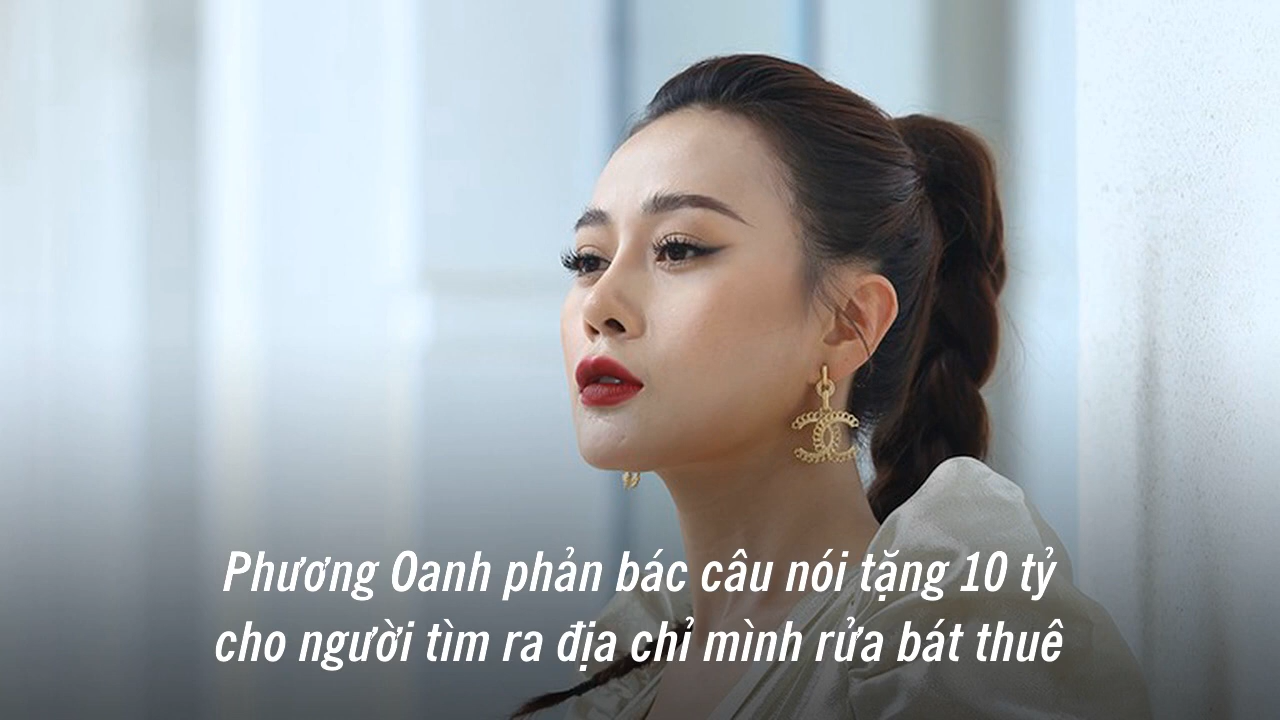 Phương Oanh phản bác câu nói tặng 10 tỷ
cho người tìm ra địa chỉ mình rửa bát thuê